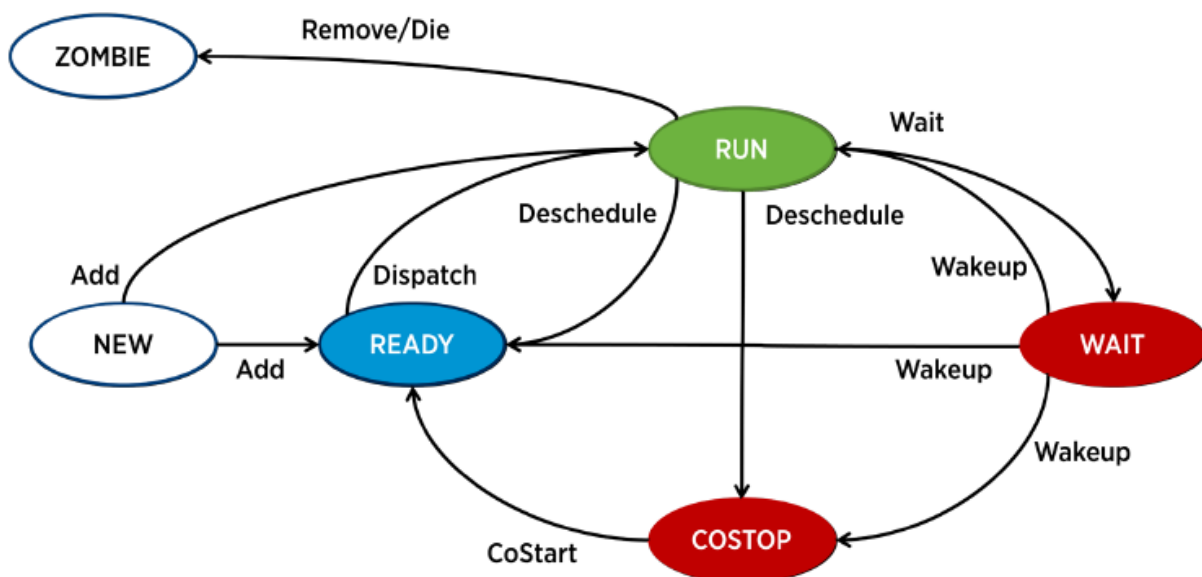 Remove/Die
ZOMBIE
Wait
RUN
Deschedule
Deschedule
Add
Dispatch
Wakeup
NEW
READY
WAIT
Add
Wakeup
Wakeup
COSTOP
CoStart